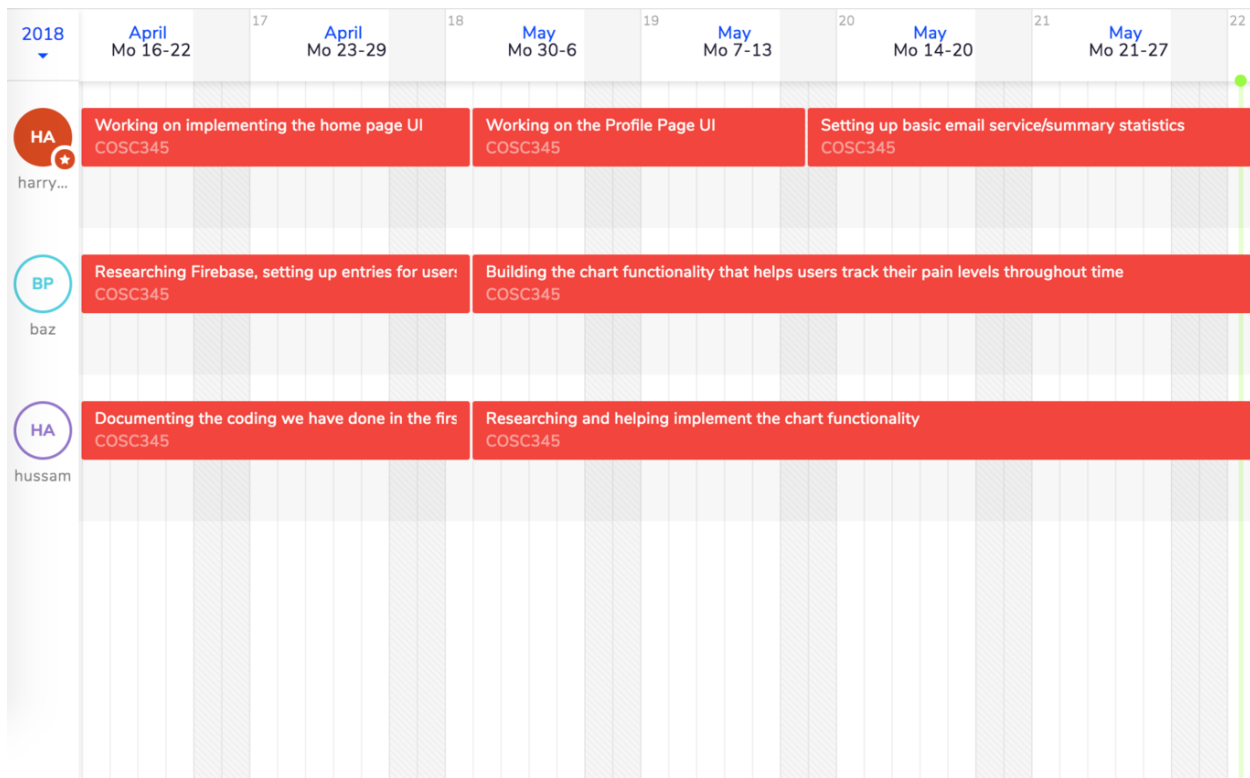 2018
April
Mo 16-22
17
April
Mo 23-29
18
May
Mo 30-6
19
May
Mo 7-13
20
May
Mo 14-20
21
May
Mo 21-27
22
HA
harry...
Working on implementing the home page UI
COSC345
Working on the Profile Page UI
COSC345
Setting up basic email service/summary statistics
COSC345
BP
baz
Researching Firebase, setting up entries for users
COSC345
Building the chart functionality that helps users track their pain levels throughout time
COSC345
HA
hussam
Documenting the coding we have done in the firs
COSC345
Researching and helping implement the chart functionality
COSC345